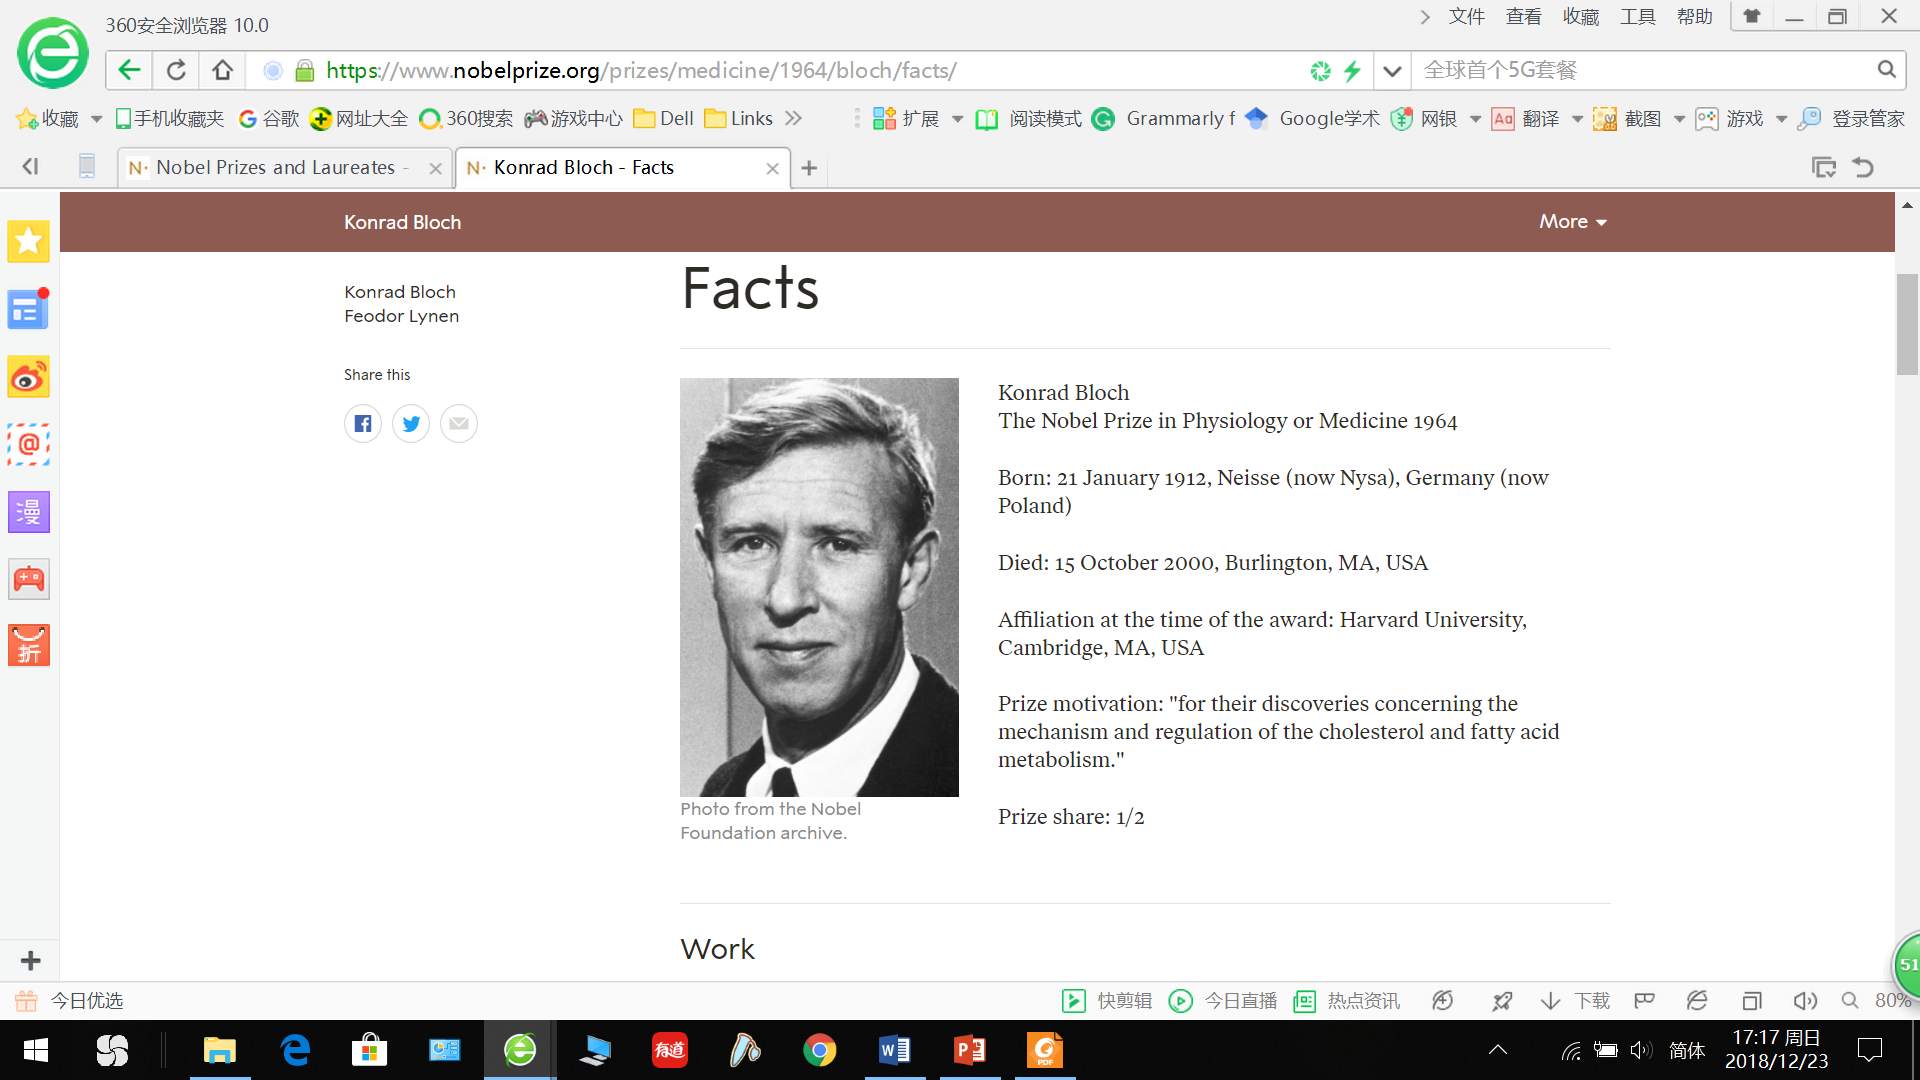 360安全浏览器 10.0
文件 查看 收藏 工具 帮助
https://www.nobelprize.org/prizes/medicine/1964/bloch/facts/
全球首个5G套餐
收藏 手机收藏夹 谷歌 网址大全 360搜索 游戏中心 Dell Links 扩展 阅读模式 Grammarly f Google学术 网银 翻译 截图 游戏 登录管家
Nobel Prizes and Laureates -
Konrad Bloch - Facts
Konrad Bloch
More
Konrad Bloch
Feodor Lynen
Share this
Facts
Konrad Bloch
The Nobel Prize in Physiology or Medicine 1964
Born: 21 January 1912, Neisse (now Nysa), Germany (now
Poland)
Died: 15 October 2000, Burlington, MA, USA
Affiliation at the time of the award: Harvard University,
Cambridge, MA, USA
Prize motivation: "for their discoveries concerning the
mechanism and regulation of the cholesterol and fatty acid
metabolism."
Prize share: 1/2
Photo from the Nobel
Foundation archive.
Work
漫
折
51
今日优选
快剪辑 今日直播 热点资讯 下载 80%
有道
PDF
简体
17:17 周日
2018/12/23